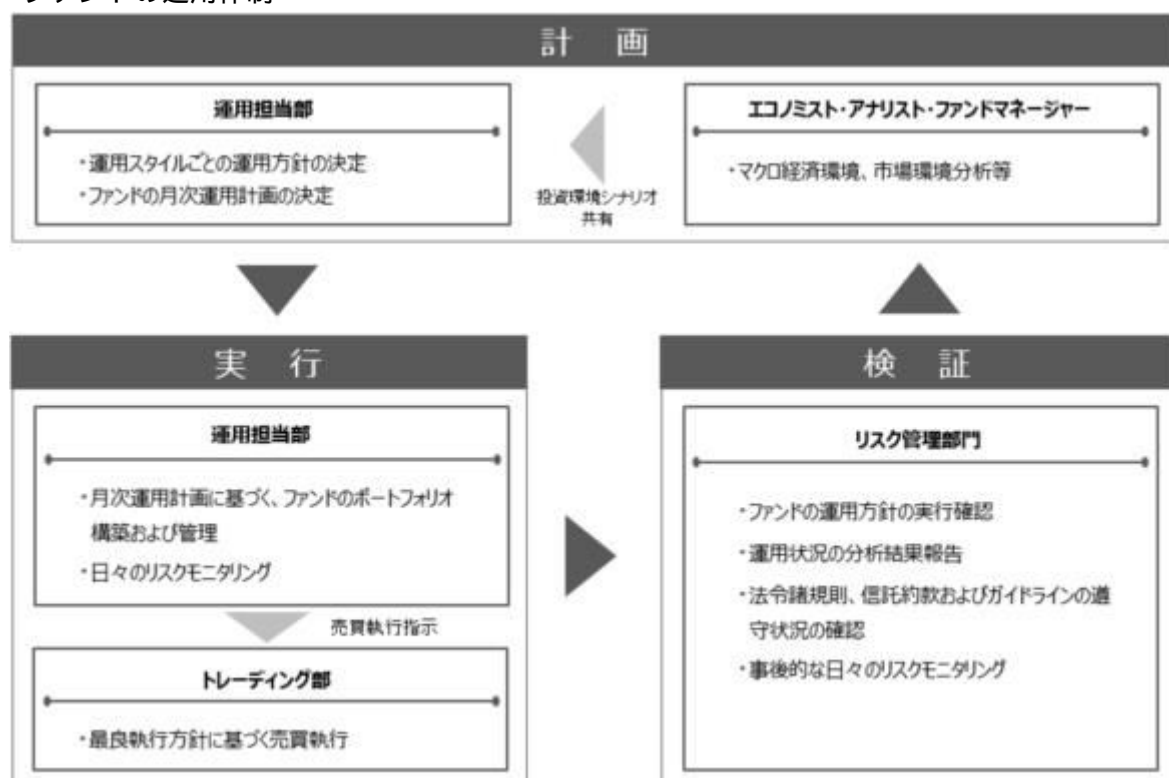 計 画
運用担当部
・運用スタイルごとの運用方針の決定
・ファンドの月次運用計画の決定
投資環境シナリオ
共有
エコノミスト・アナリスト・ファンドマネージャー
・マクロ経済環境、市場環境分析等
実 行
運用担当部
・月次運用計画に基づく、ファンドのポートフォリオ
構築および管理
・日々のリスクモニタリング
売買執行指示
トレーディング部
・最良執行方針に基づく売買執行
検 証
リスク管理部門
・ファンドの運用方針の実行確認
・運用状況の分析結果報告
・法令諸規則、信託約款およびガイドラインの遵
守状況の確認
・事後的な日々のリスクモニタリング